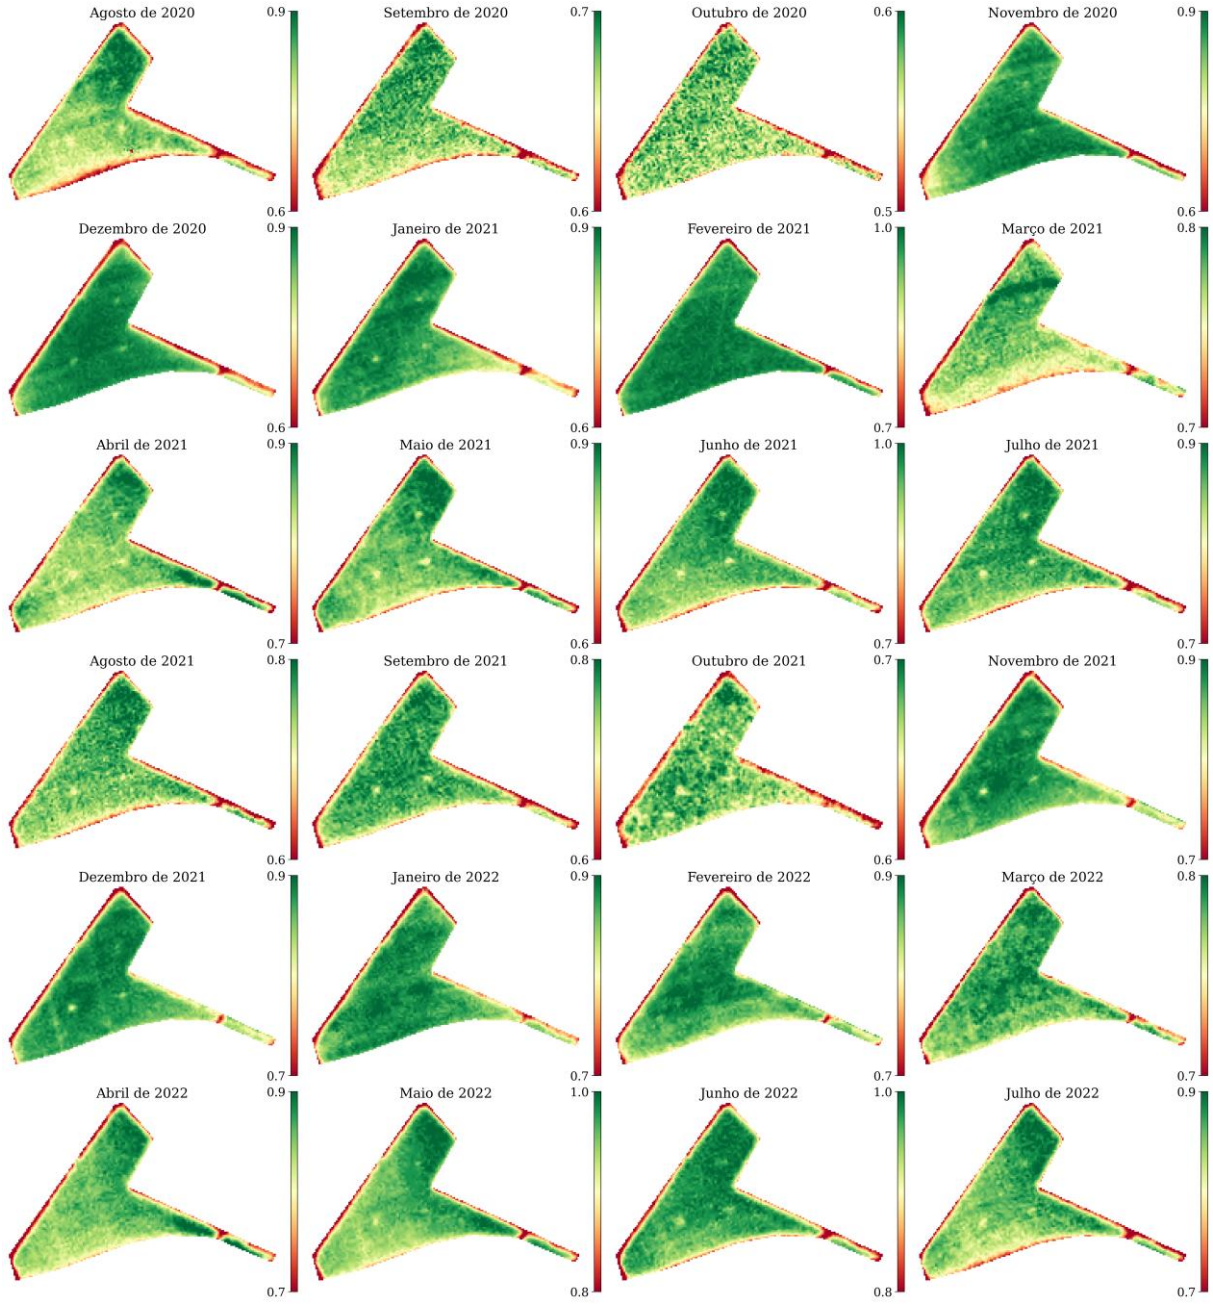 Agosto de 2020
0.9
0.6
Setembro de 2020
0.7
0.6
Outubro de 2020
0.6
0.5
Novembro de 2020
0.9
0.6
Dezembro de 2020
0.9
0.6
Janeiro de 2021
0.9
0.6
Fevereiro de 2021
1.0
0.7
Março de 2021
0.8
0.7
Abril de 2021
0.9
0.7
Maio de 2021
0.9
0.6
Junho de 2021
1.0
0.7
Julho de 2021
0.9
0.7
Agosto de 2021
0.8
0.6
Setembro de 2021
0.8
0.6
Outubro de 2021
0.7
0.6
Novembro de 2021
0.9
0.7
Dezembro de 2021
0.9
0.7
Janeiro de 2022
0.9
0.7
Fevereiro de 2022
0.9
0.7
Março de 2022
0.8
0.7
Abril de 2022
0.9
0.7
Maio de 2022
1.0
0.8
Junho de 2022
1.0
0.8
Julho de 2022
0.9
0.7